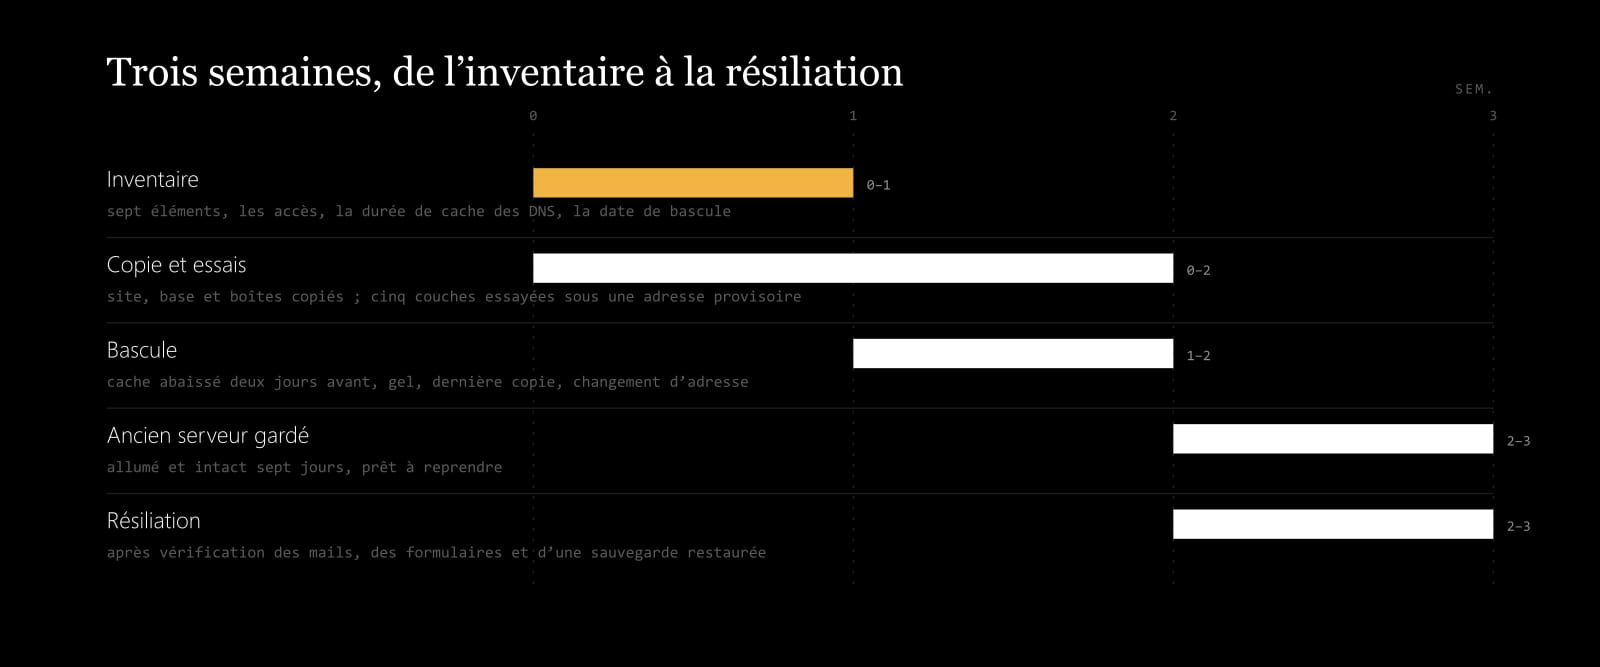 Trois semaines, de l’inventaire à la résiliation
SEM.
0 1 2 3
Inventaire
0–1
sept éléments, les accès, la durée de cache des DNS, la date de bascule
Copie et essais
0–2
site, base et boîtes copiés ; cinq couches essayées sous une adresse provisoire
Bascule
1–2
cache abaissé deux jours avant, gel, dernière copie, changement d’adresse
Ancien serveur gardé
2–3
allumé et intact sept jours, prêt à reprendre
Résiliation
2–3
après vérification des mails, des formulaires et d’une sauvegarde restaurée